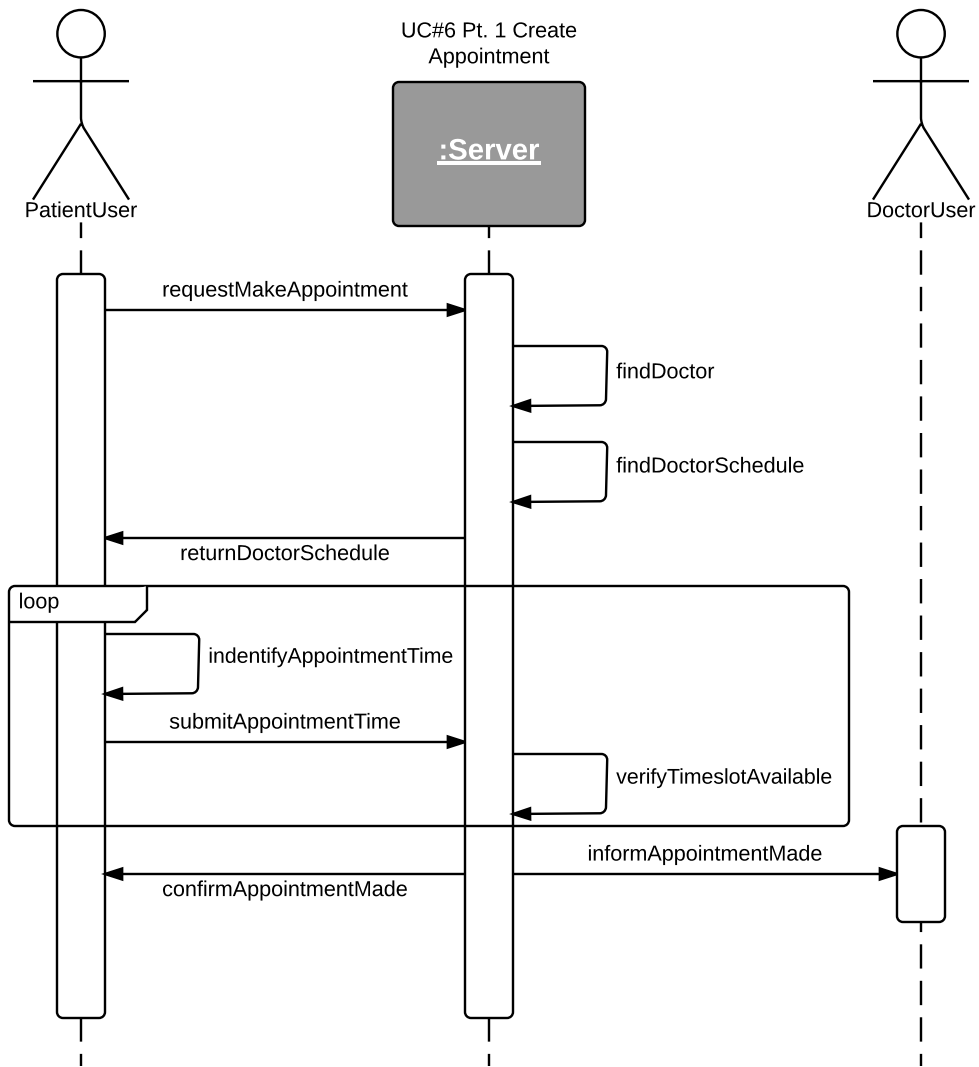 UC#6 Pt. 1 Create
Appointment
:Server
PatientUser
DoctorUser
requestMakeAppointment
findDoctor
findDoctorSchedule
returnDoctorSchedule
loop
indentifyAppointmentTime
submitAppointmentTime
verifyTimeslotAvailable
informAppointmentMade
confirmAppointmentMade